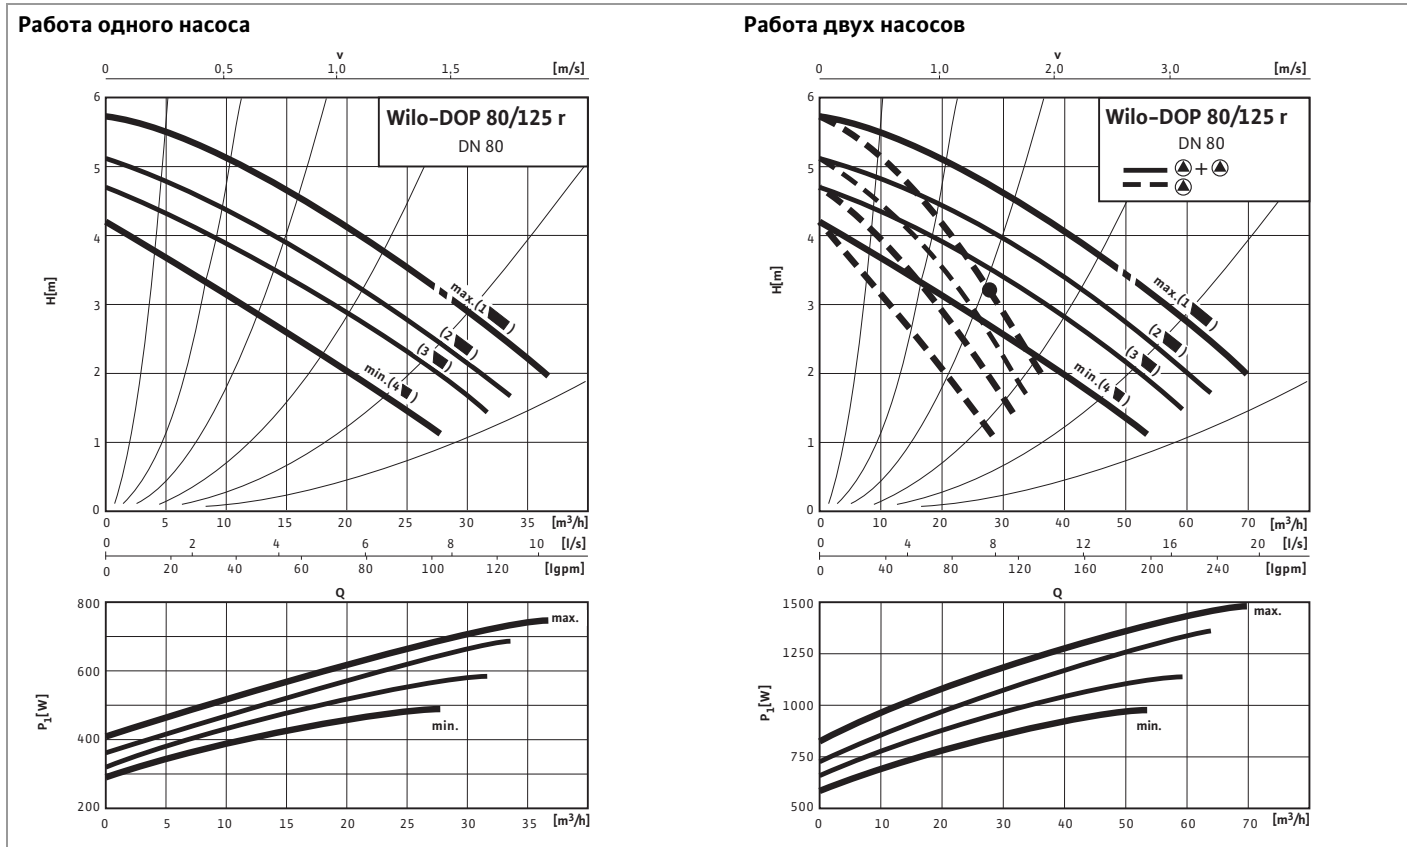 Работа одного насоса
v
0 0,5 1,0 1,5 [m/s]
Wilo-DOP 80/125 r
DN 80
H[m]
6
5
4
3
2
1
0
max.(1 )
(2 )
(3 )
min.(4 )
0 5 10 15 20 25 30 35 [m³/h]
0 2 4 6 8 10 [l/s]
0 20 40 60 80 100 120 [Igpm]
Q
P₁[W]
800
600
400
200
max.
min.
0 5 10 15 20 25 30 35 [m³/h]
Работа двух насосов
v
0 1,0 2,0 3,0 [m/s]
Wilo-DOP 80/125 r
DN 80
+
H[m]
6
5
4
3
2
1
0
max.(1 )
(2 )
(3 )
min.(4 )
0 10 20 30 40 50 60 70 [m³/h]
0 4 8 12 16 20 [l/s]
0 40 80 120 160 200 240 [Igpm]
Q
P₁[W]
1500
1250
1000
750
500
max.
min.
0 10 20 30 40 50 60 70 [m³/h]